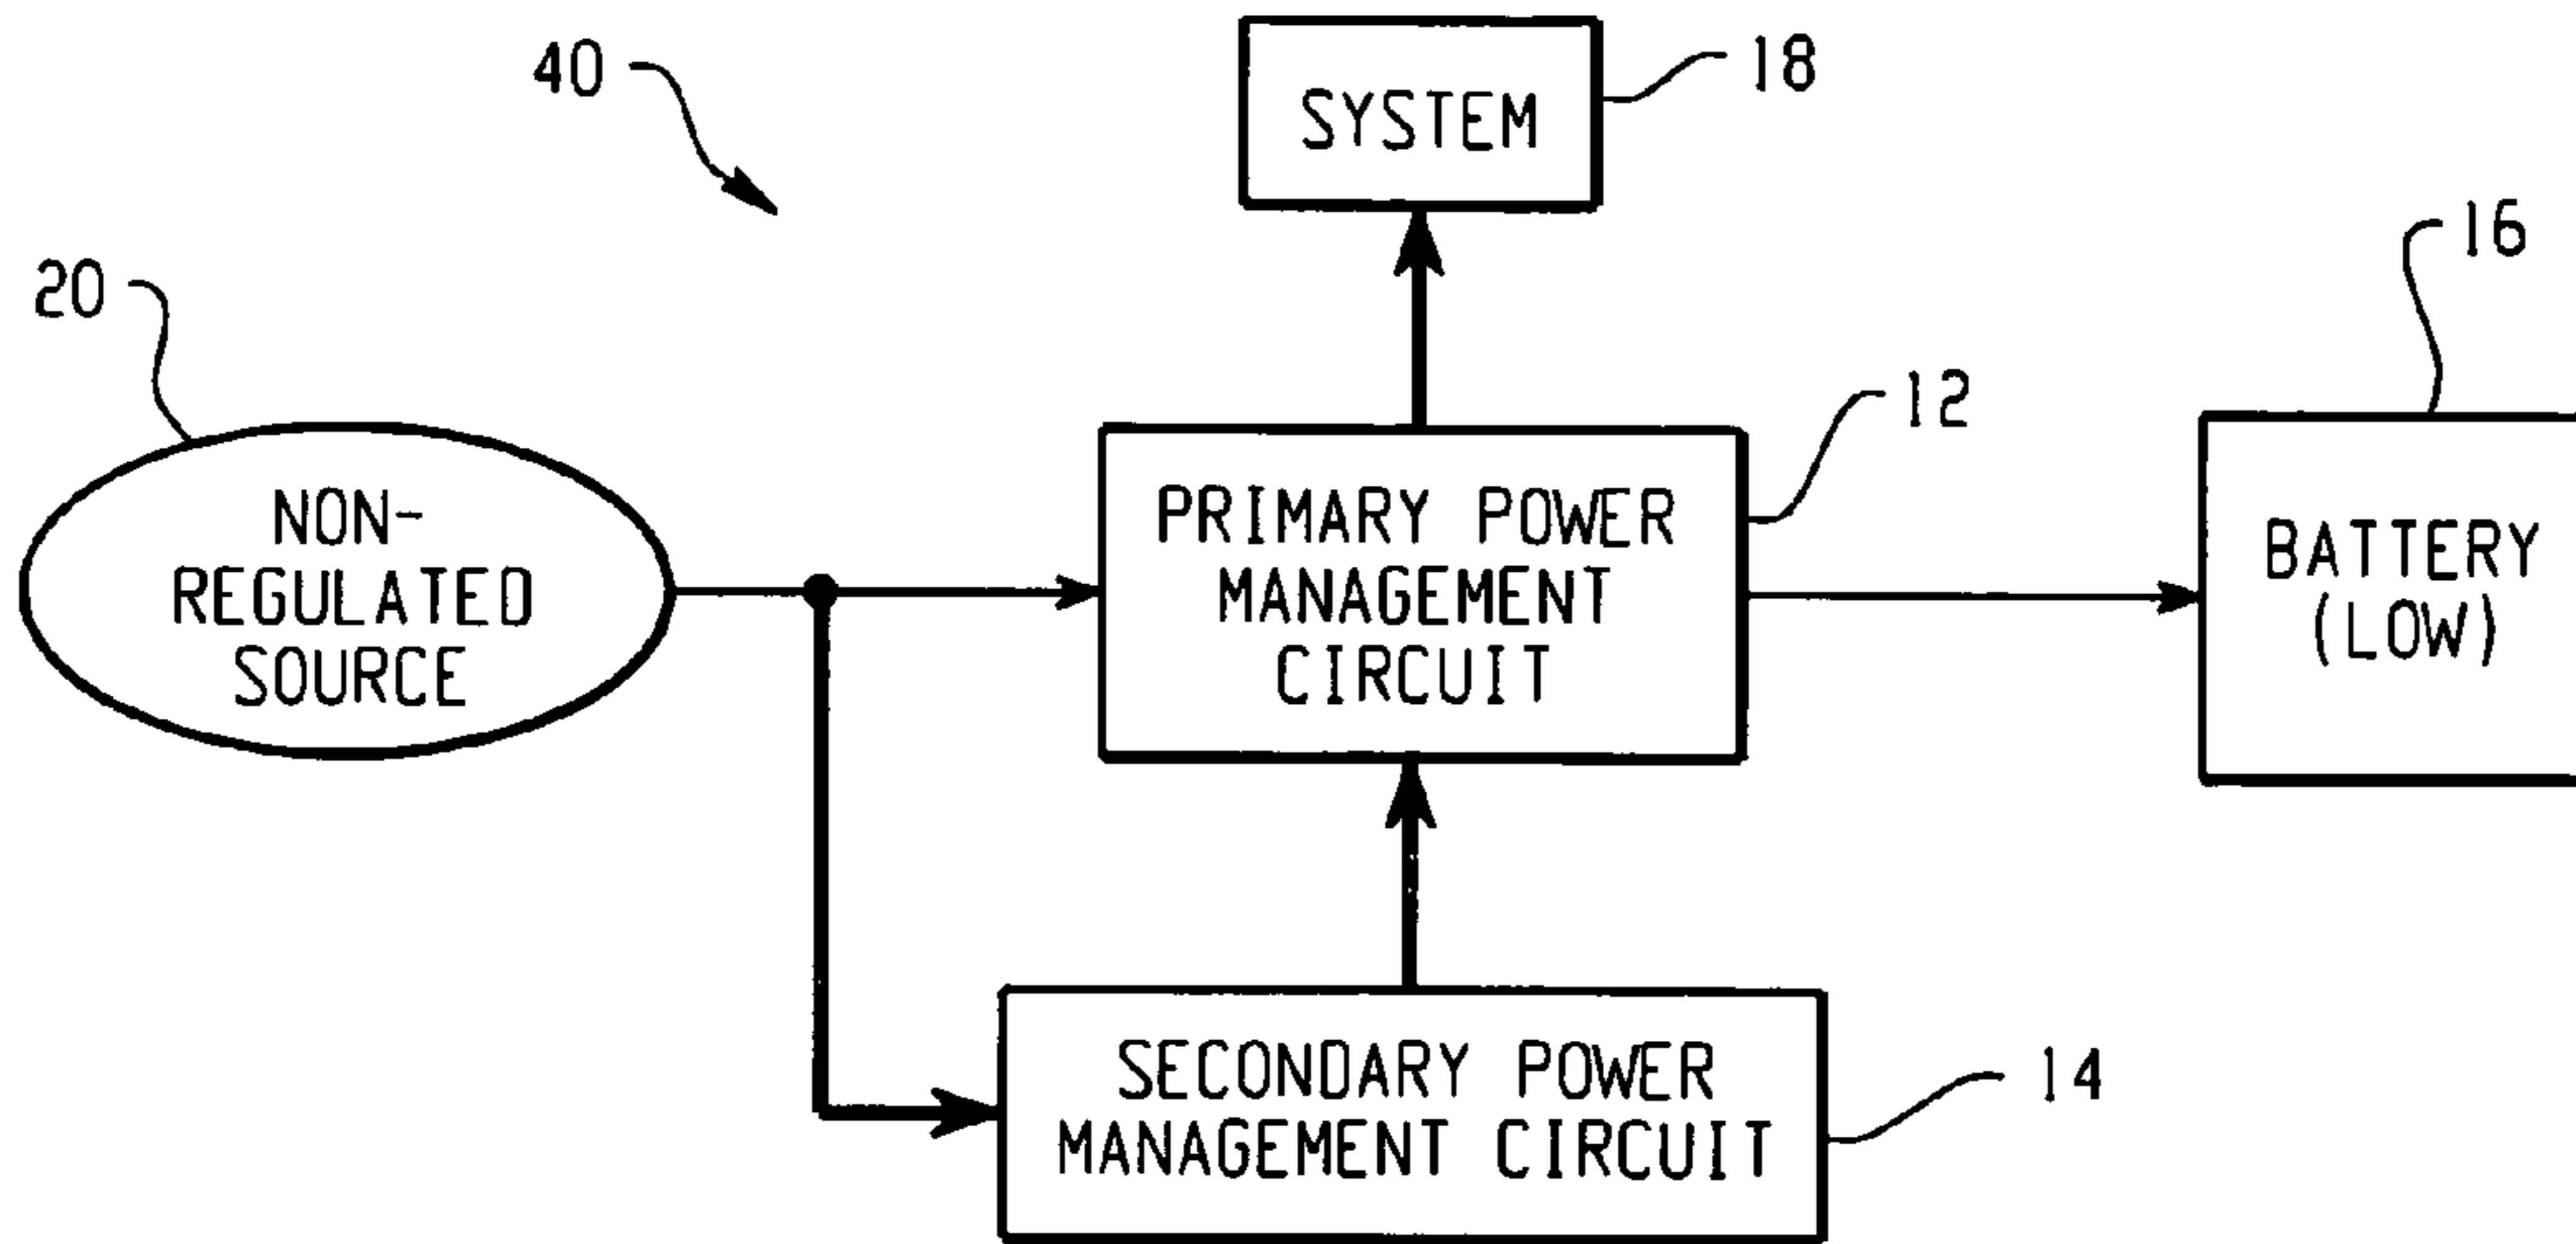 40
SYSTEM
18
20
16
12
NON-
REGULATED
SOURCE
PRIMARY POWER
MANAGEMENT
CIRCUIT
BATTERY
(LOW)
SECONDARY POWER
MANAGEMENT CIRCUIT
14